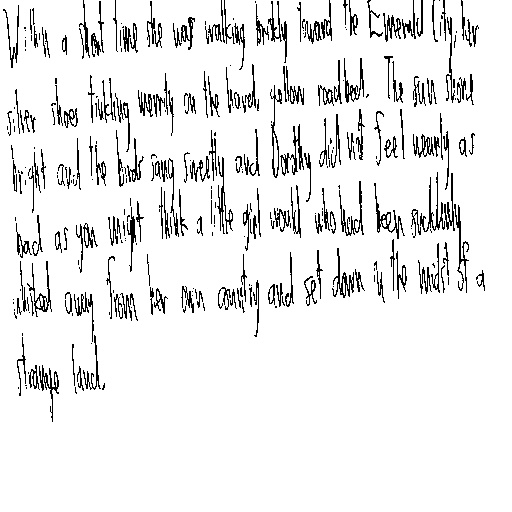 Within a short time she was walking briskly toward the Emerald City, her
silver shoes tinkling merrily on the hard, yellow roadbed. The sun shone
bright and the birds sang sweetly and Dorothy did not feel nearly as
bad as you might think a little girl would who had been suddenly
whisked away from her own country and set down in the midst of a
strange land.